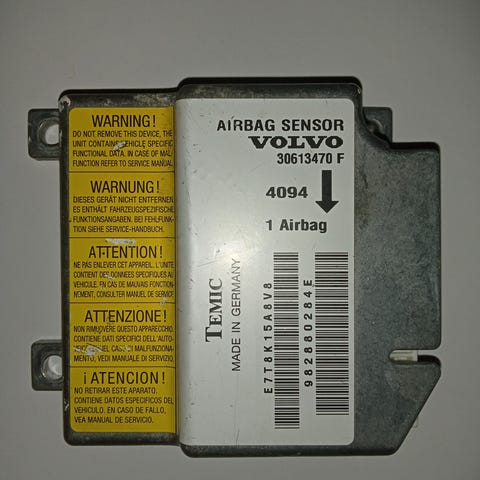 WARNING!
DO NOT REMOVE THIS DEVICE, THE
UNIT CONTAINS VEHICLE SPECIFIC
FUNCTIONAL DATA. IN CASE OF MAL-
FUNCTION REFER TO SERVICE MANUAL
WARNUNG!
DIESES GERÄT NICHT ENTFERNEN
ES ENTHÄLT FAHRZEUGSPEZIFISCHE
FUNKTIONSANGABEN. BEI FEHLFUNK-
TION SIEHE SERVICE-HANDBUCH.
ATTENTION!
NE PAS ENLEVER CET APPAREIL. L'UNITE
CONTIENT DES DONNEES SPECIFIQUES AU
VEHICULE. EN CAS DE MAUVAIS FONCTION-
NEMENT, CONSULTER MANUEL DE SERVICE
ATTENZIONE!
NON RIMUOVERE QUESTO APPARECCHIO.
CONTIENE DATI SPECIFICI DELL'AUTO-
DI MALFUNZIONA-
MENTO, VEDI MANUALE DI SERVIZIO.
¡ATENCION!
NO RETIRAR ESTE APARATO.
CONTIENE DATOS ESPECIFICOS DEL
VEHICULO. EN CASO DE FALLO,
VEA MANUAL DE SERVICIO.
AIRBAG SENSOR
VOLVO
30613470 F
4094
1 Airbag
TEMIC
MADE IN GERMANY
E7T8K15A8V8
982880284E